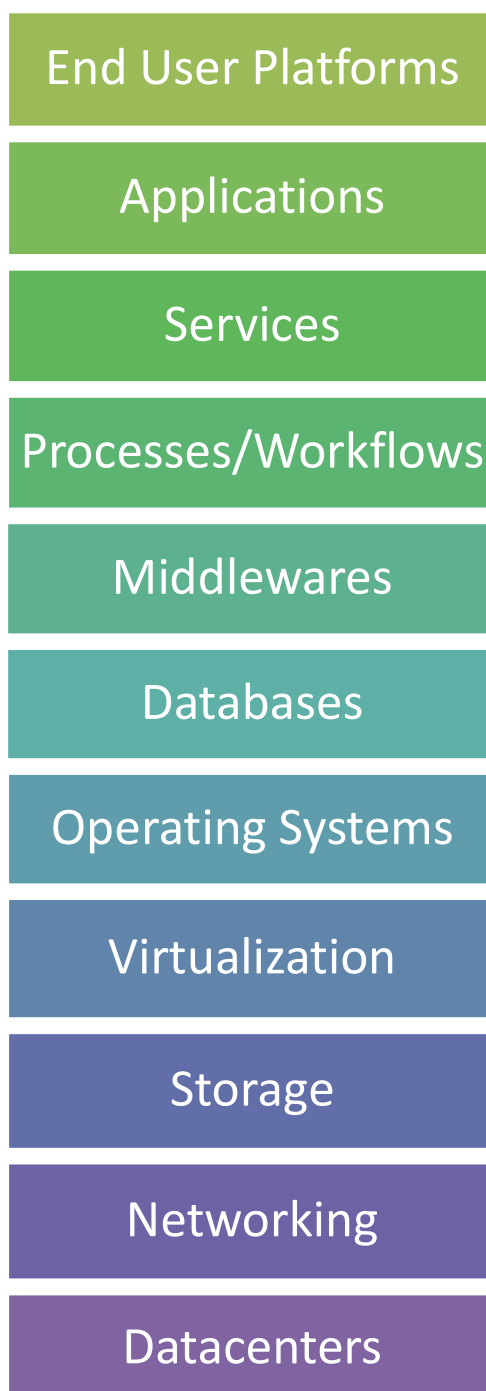 End User Platforms
Applications
Services
Processes/Workflows
Middlewares
Databases
Operating Systems
Virtualization
Storage
Networking
Datacenters